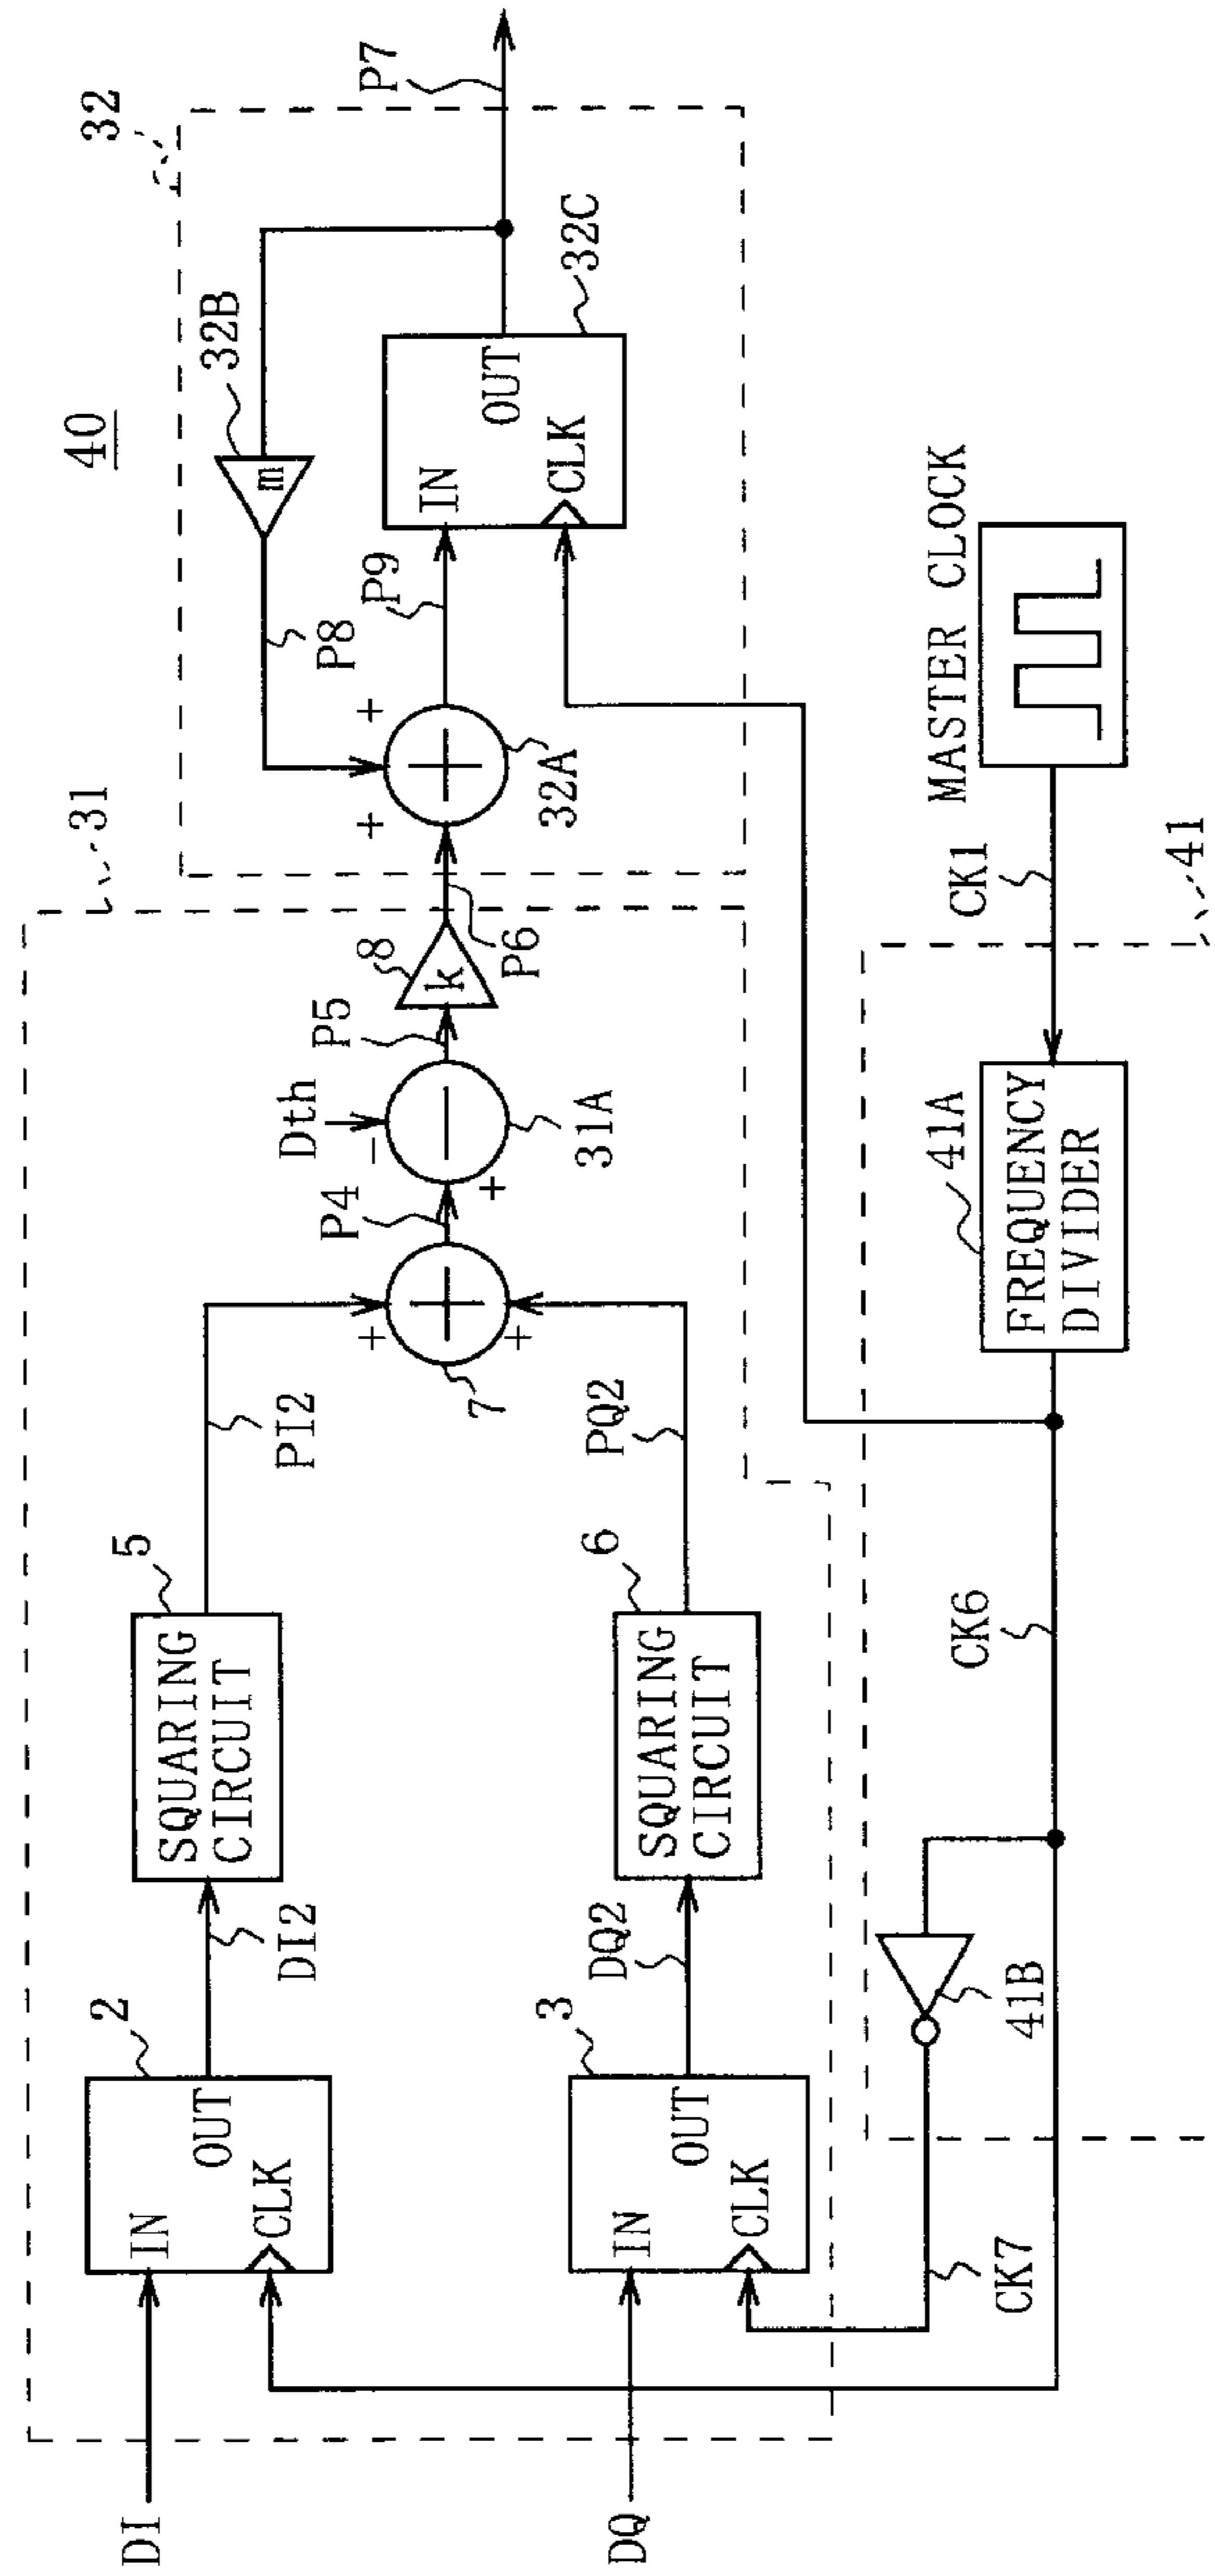 40
31
32
DI
IN
OUT
CLK
2
DI2
SQUARING
CIRCUIT
5
PI2
7
+
+
P4
Dth
-
+
31A
P5
k
8
P6
+
+
32A
P8
m
32B
P9
IN
OUT
CLK
32C
P7
DQ
IN
OUT
CLK
3
DQ2
SQUARING
CIRCUIT
6
PQ2
CK7
41B
CK6
FREQUENCY
DIVIDER
41A
CK1
MASTER CLOCK
41